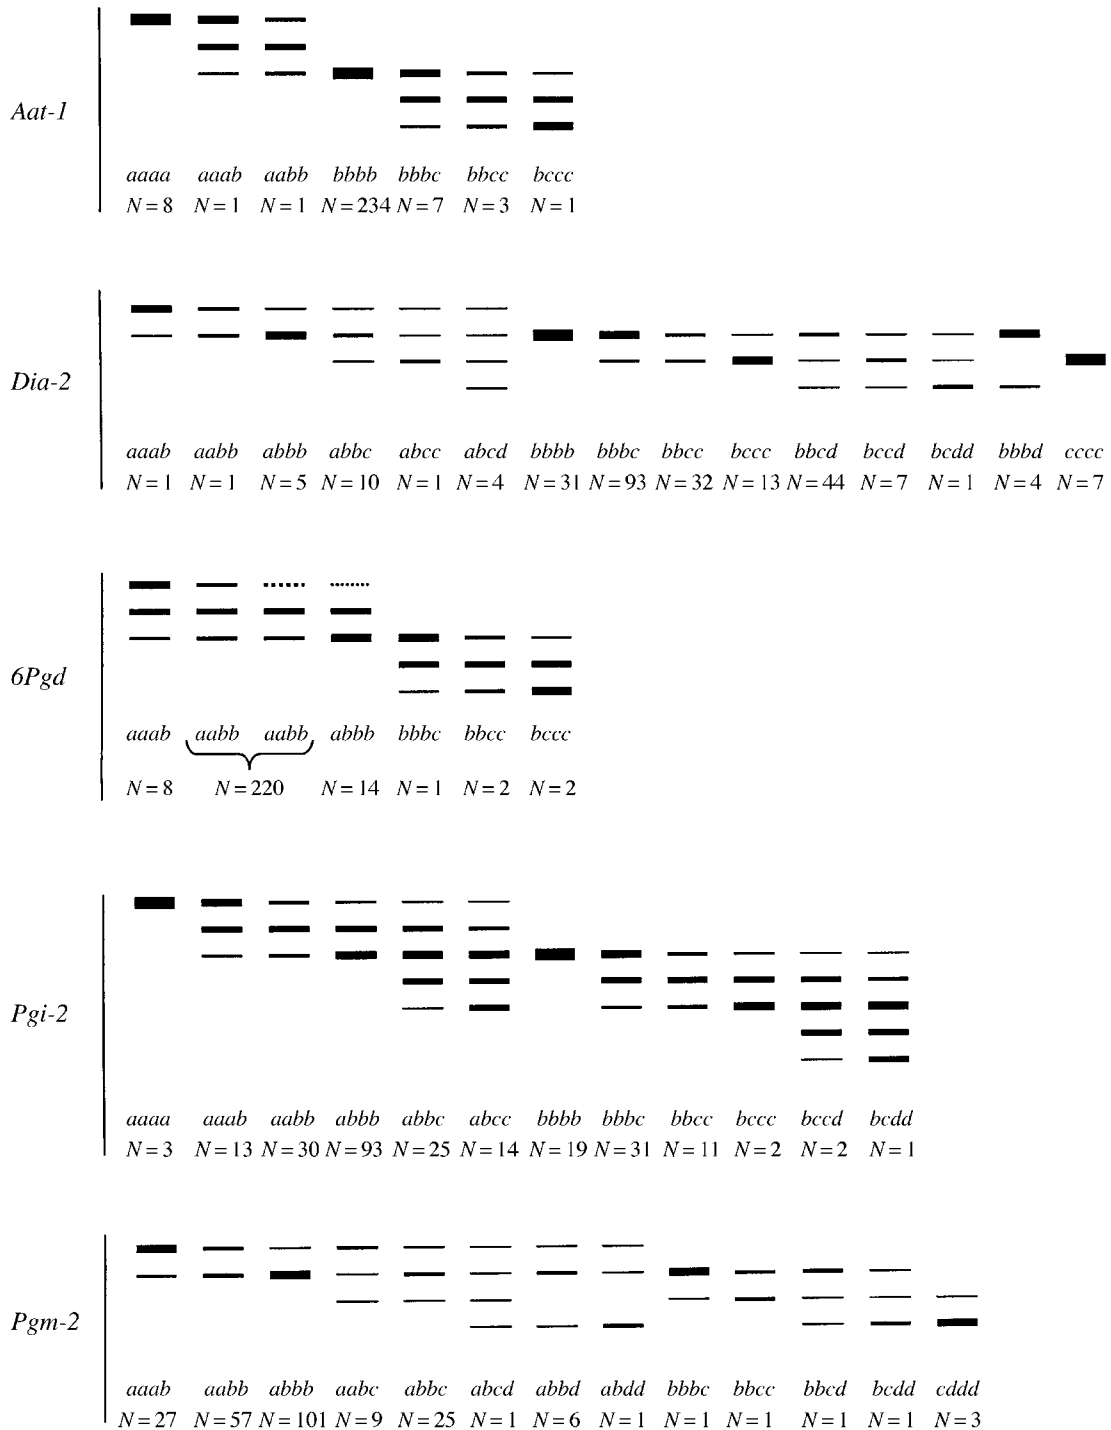 Aat-1
aaaa aaab aabb bbbb bbbc bbcc bccc
N = 8 N = 1 N = 1 N = 234 N = 7 N = 3 N = 1
Dia-2
aaab aabb abbb abbc abcc abcd bbbb bbbc bbcc bccc bbcd bccd bcdd bbbd cccc
N = 1 N = 1 N = 5 N = 10 N = 1 N = 4 N = 31 N = 93 N = 32 N = 13 N = 44 N = 7 N = 1 N = 4 N = 7
6Pgd
aaab aabb aabb abbb bbbc bbcc bccc
N = 8 N = 220 N = 14 N = 1 N = 2 N = 2
Pgi-2
aaaa aaab aabb abbb abbc abcc bbbb bbbc bbcc bccc bccd bcdd
N = 3 N = 13 N = 30 N = 93 N = 25 N = 14 N = 19 N = 31 N = 11 N = 2 N = 2 N = 1
Pgm-2
aaab aabb abbb aabc abbc abcd abbd abdd bbbc bbcc bbcd bcdd cddd
N = 27 N = 57 N = 101 N = 9 N = 25 N = 1 N = 6 N = 1 N = 1 N = 1 N = 1 N = 1 N = 3